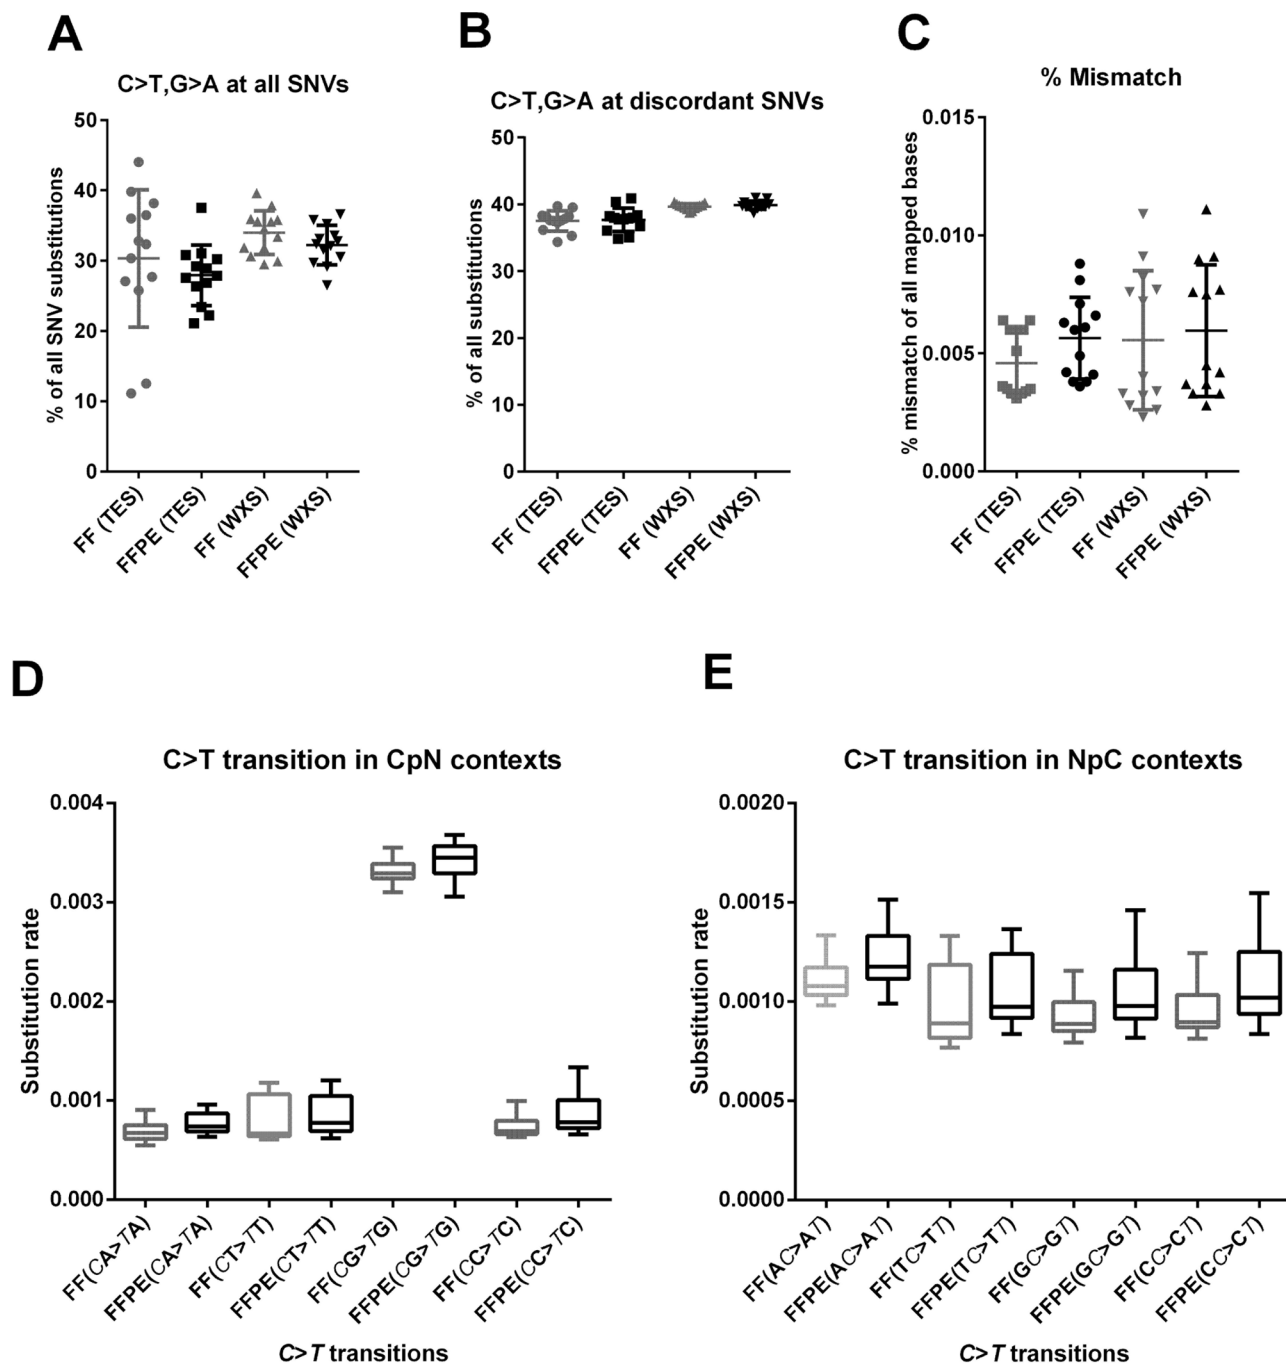 A
C>T,G>A at all SNVs
% of all SNV substitutions
50
40
30
20
10
0
FF (TES)
FFPE (TES)
FF (WXS)
FFPE (WXS)
B
C>T,G>A at discordant SNVs
% of all substitutions
50
40
30
20
10
0
FF (TES)
FFPE (TES)
FF (WXS)
FFPE (WXS)
C
% Mismatch
% mismatch of all mapped bases
0.015
0.010
0.005
0.000
FF (TES)
FFPE (TES)
FF (WXS)
FFPE (WXS)
D
C>T transition in CpN contexts
Substitution rate
0.004
0.003
0.002
0.001
0.000
FF(CA>TA)
FFPE(CA>TA)
FF(CT>TT)
FFPE(CT>TT)
FF(CG>TG)
FFPE(CG>TG)
FF(CC>TC)
FFPE(CC>TC)
C>T transitions
E
C>T transition in NpC contexts
Substitution rate
0.0020
0.0015
0.0010
0.0005
0.0000
FF(AC>AT)
FFPE(AC>AT)
FF(TC>TT)
FFPE(TC>TT)
FF(GC>GT)
FFPE(GC>GT)
FF(CC>CT)
FFPE(CC>CT)
C>T transitions